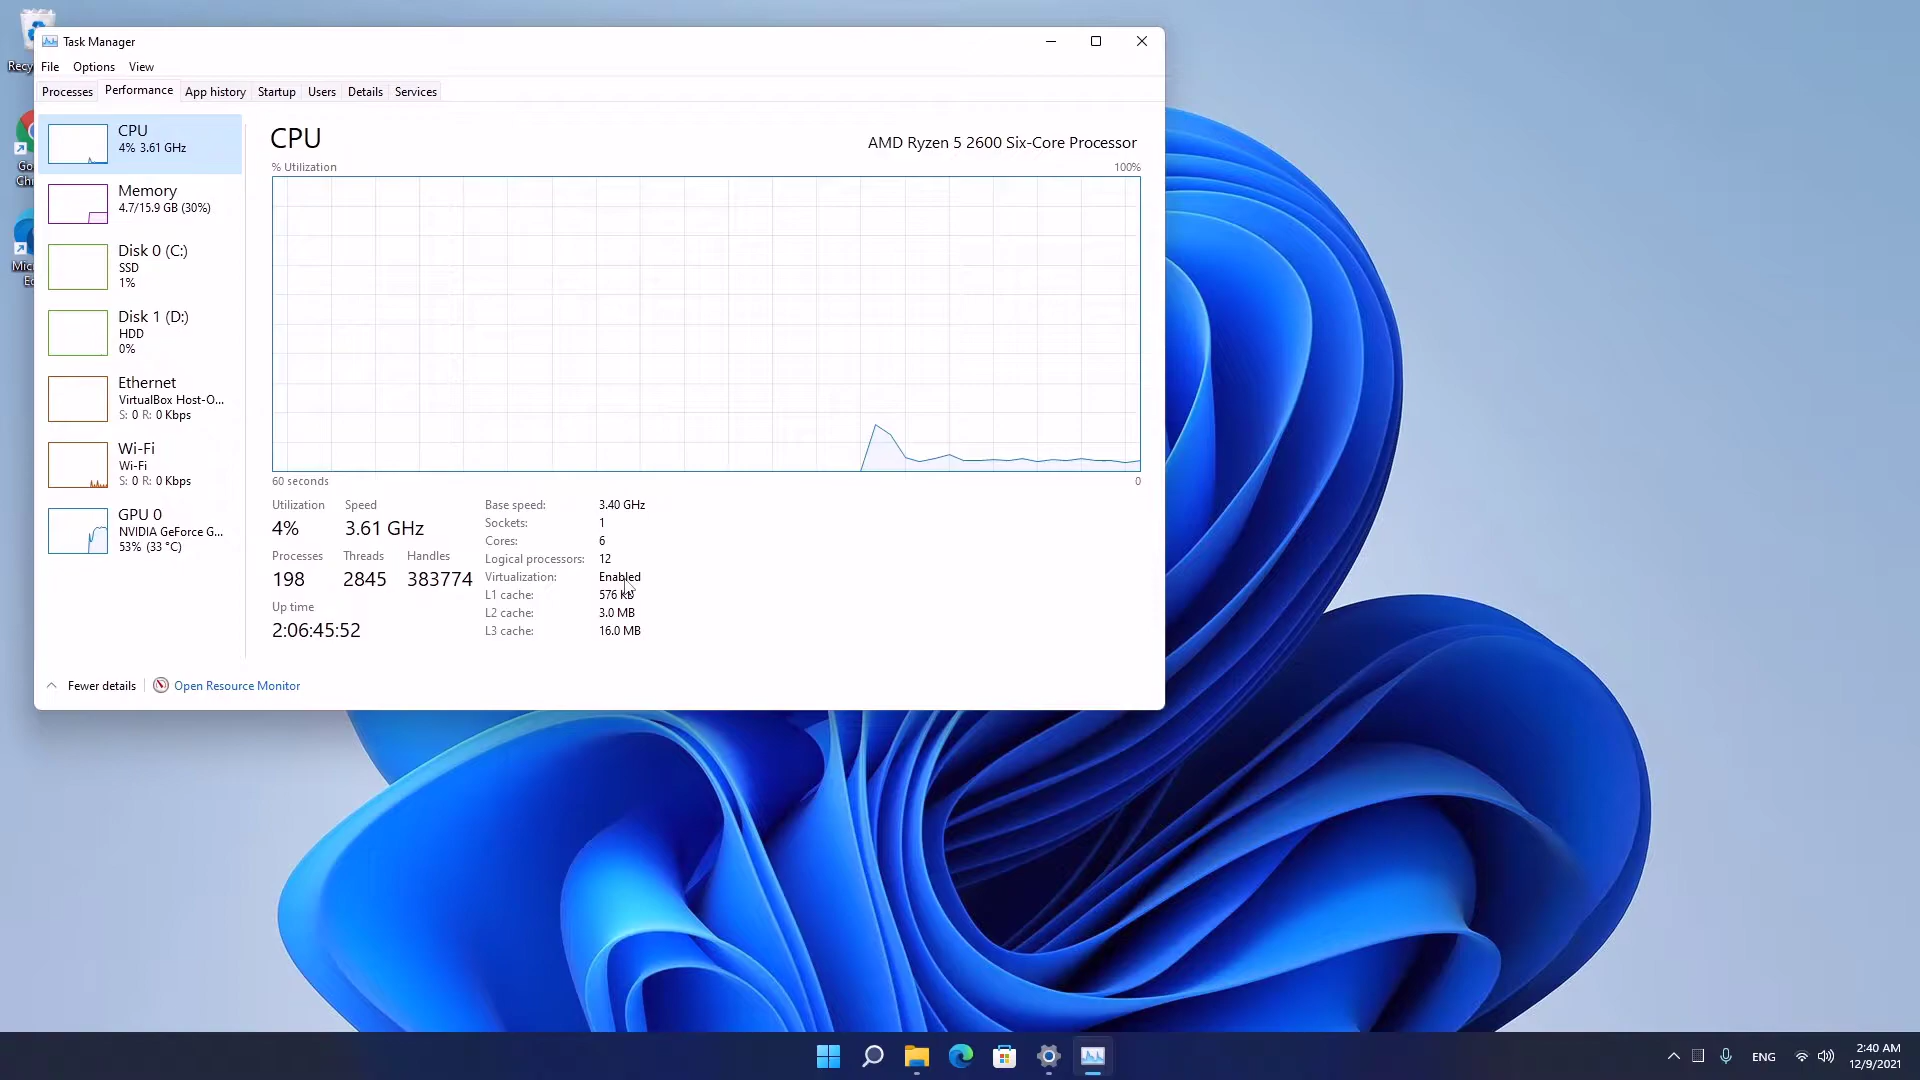 Recy
Task Manager
File Options View
Processes Performance App history Startup Users Details Services
CPU
4% 3.61 GHz
Memory
4.7/15.9 GB (30%)
Disk 0 (C:)
SSD
1%
Disk 1 (D:)
HDD
0%
Ethernet
VirtualBox Host-O...
S: 0 R: 0 Kbps
Wi-Fi
Wi-Fi
S: 0 R: 0 Kbps
GPU 0
NVIDIA GeForce G...
53% (33 °C)
Go
Ch
Mic
E
CPU
AMD Ryzen 5 2600 Six-Core Processor
% Utilization 100%
60 seconds 0
Utilization Speed
4% 3.61 GHz
Processes Threads Handles
198 2845 383774
Up time
2:06:45:52
Base speed: 3.40 GHz
Sockets: 1
Cores: 6
Logical processors: 12
Virtualization: Enabled
L1 cache: 576 KB
L2 cache: 3.0 MB
L3 cache: 16.0 MB
Fewer details Open Resource Monitor
ENG
2:40 AM
12/9/2021